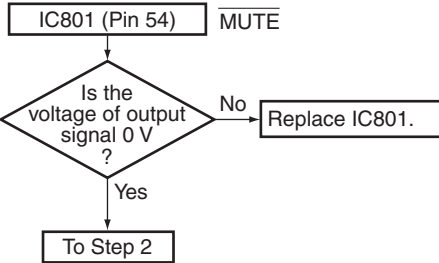 IC801 (Pin 54)
MUTE
Is the
voltage of output
signal 0 V
?
No
Replace IC801.
Yes
To Step 2